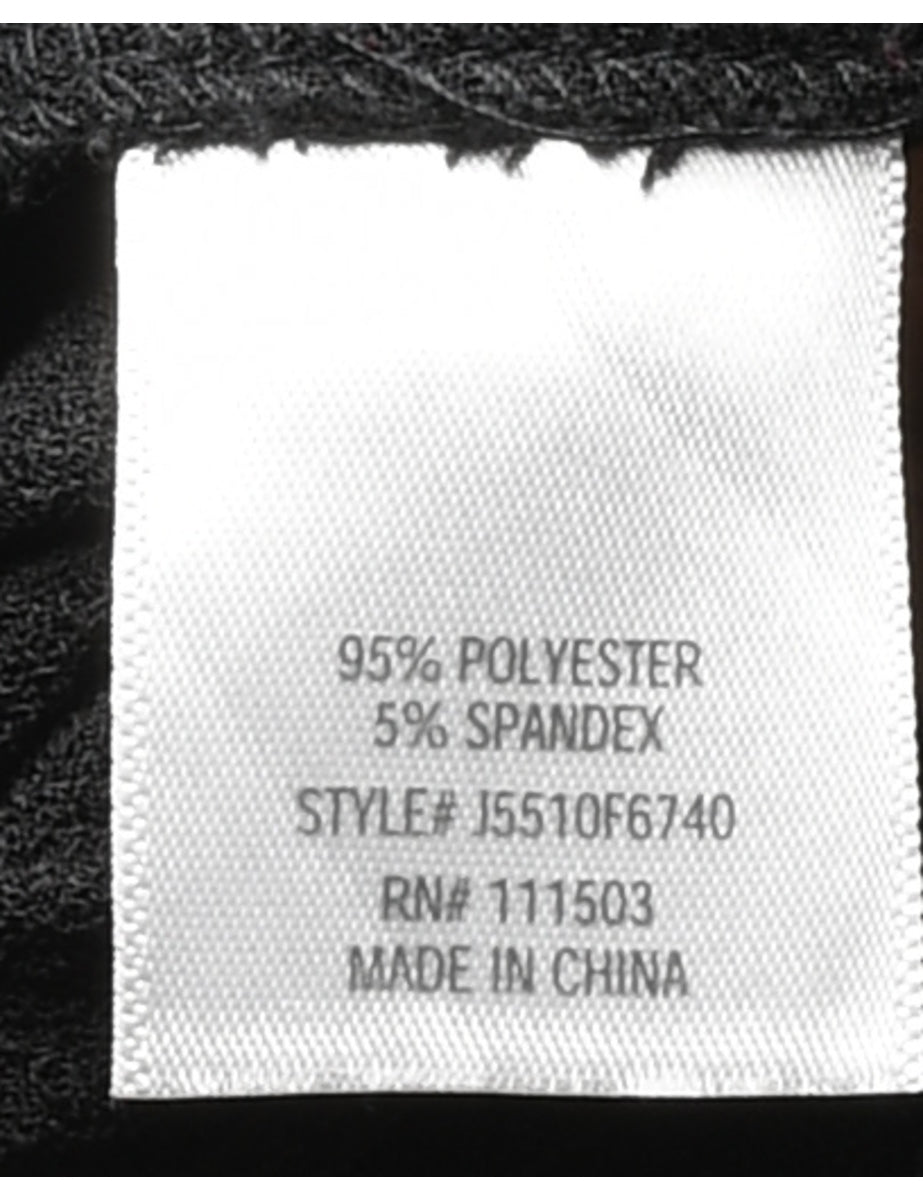 95% POLYESTER
5% SPANDEX
STYLE# J5510F6740
RN# 111503
MADE IN CHINA